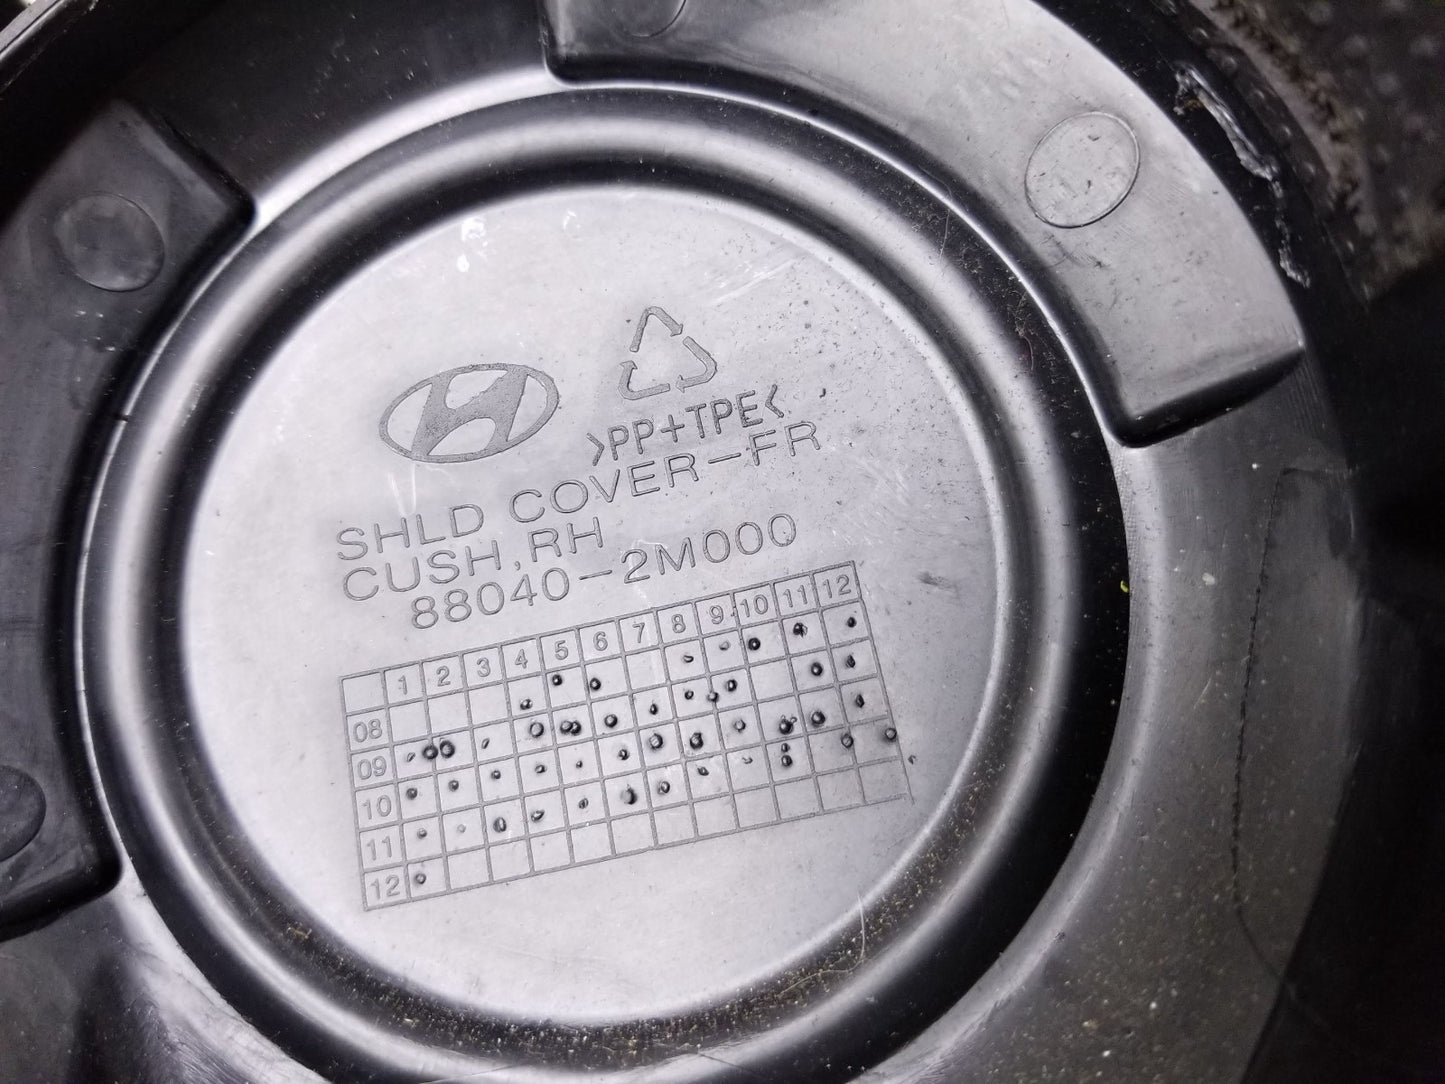 >PP+TPE<
SHLD COVER-FR
CUSH,RH
88040-2M000
1 2 3 4 5 6 7 8 9 10 11 12
08
09
10
11
12